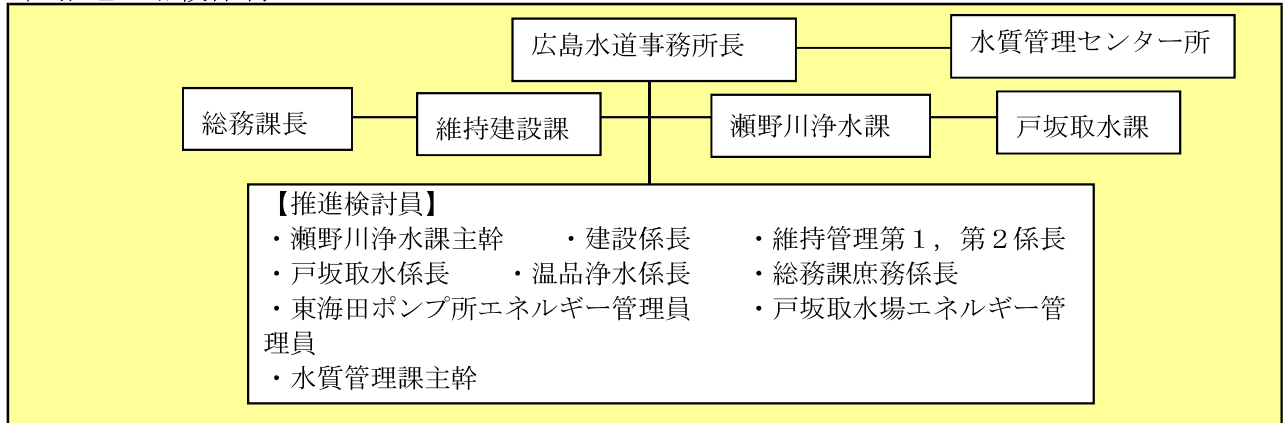 広島水道事務所長
水質管理センター所
総務課長
維持建設課
瀬野川浄水課
戸坂取水課
【推進検討員】
・瀬野川浄水課主幹　・建設係長　・維持管理第１，第２係長
・戸坂取水係長　・温品浄水係長　・総務課庶務係長
・東海田ポンプ所エネルギー管理員　・戸坂取水場エネルギー管
理員
・水質管理課主幹